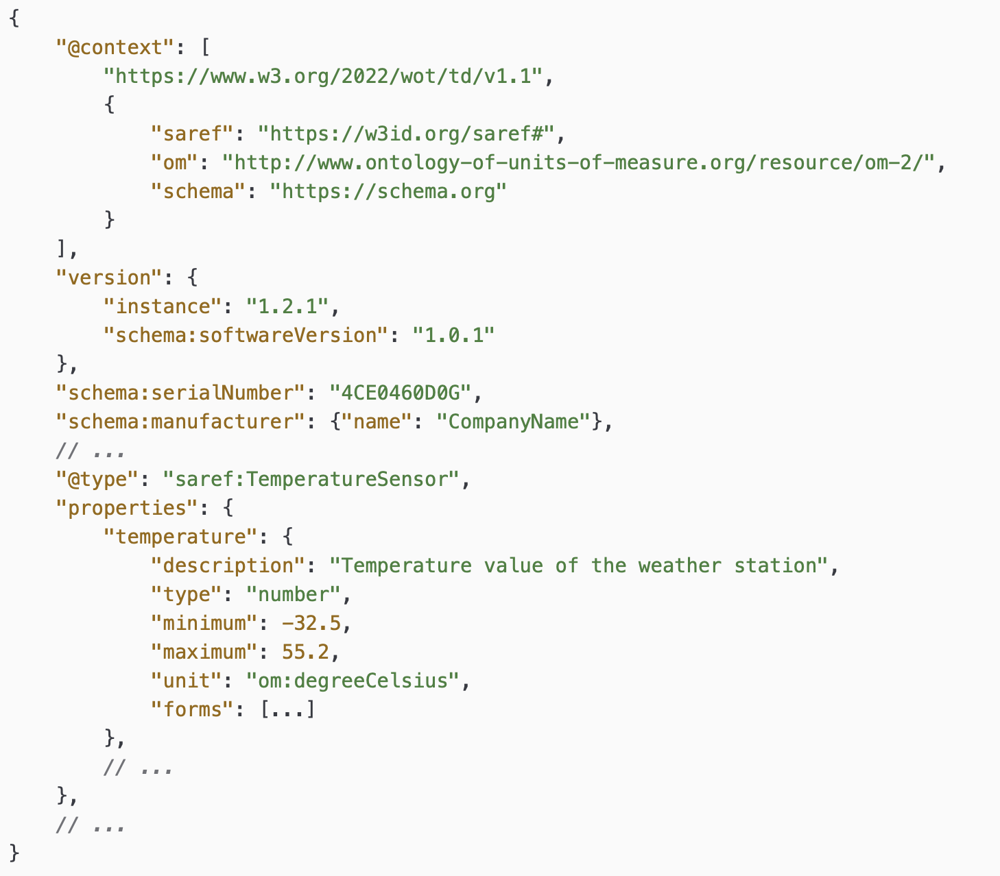 {
    "@context": [
        "https://www.w3.org/2022/wot/td/v1.1",
        {
            "saref": "https://w3id.org/saref#",
            "om": "http://www.ontology-of-units-of-measure.org/resource/om-2/",
            "schema": "https://schema.org"
        }
    ],
    "version": {
        "instance": "1.2.1",
        "schema:softwareVersion": "1.0.1"
    },
    "schema:serialNumber": "4CE0460D0G",
    "schema:manufacturer": {"name": "CompanyName"},
    // ...
    "@type": "saref:TemperatureSensor",
    "properties": {
        "temperature": {
            "description": "Temperature value of the weather station",
            "type": "number",
            "minimum": -32.5,
            "maximum": 55.2,
            "unit": "om:degreeCelsius",
            "forms": [...]
        },
        // ...
    },
    // ...
}